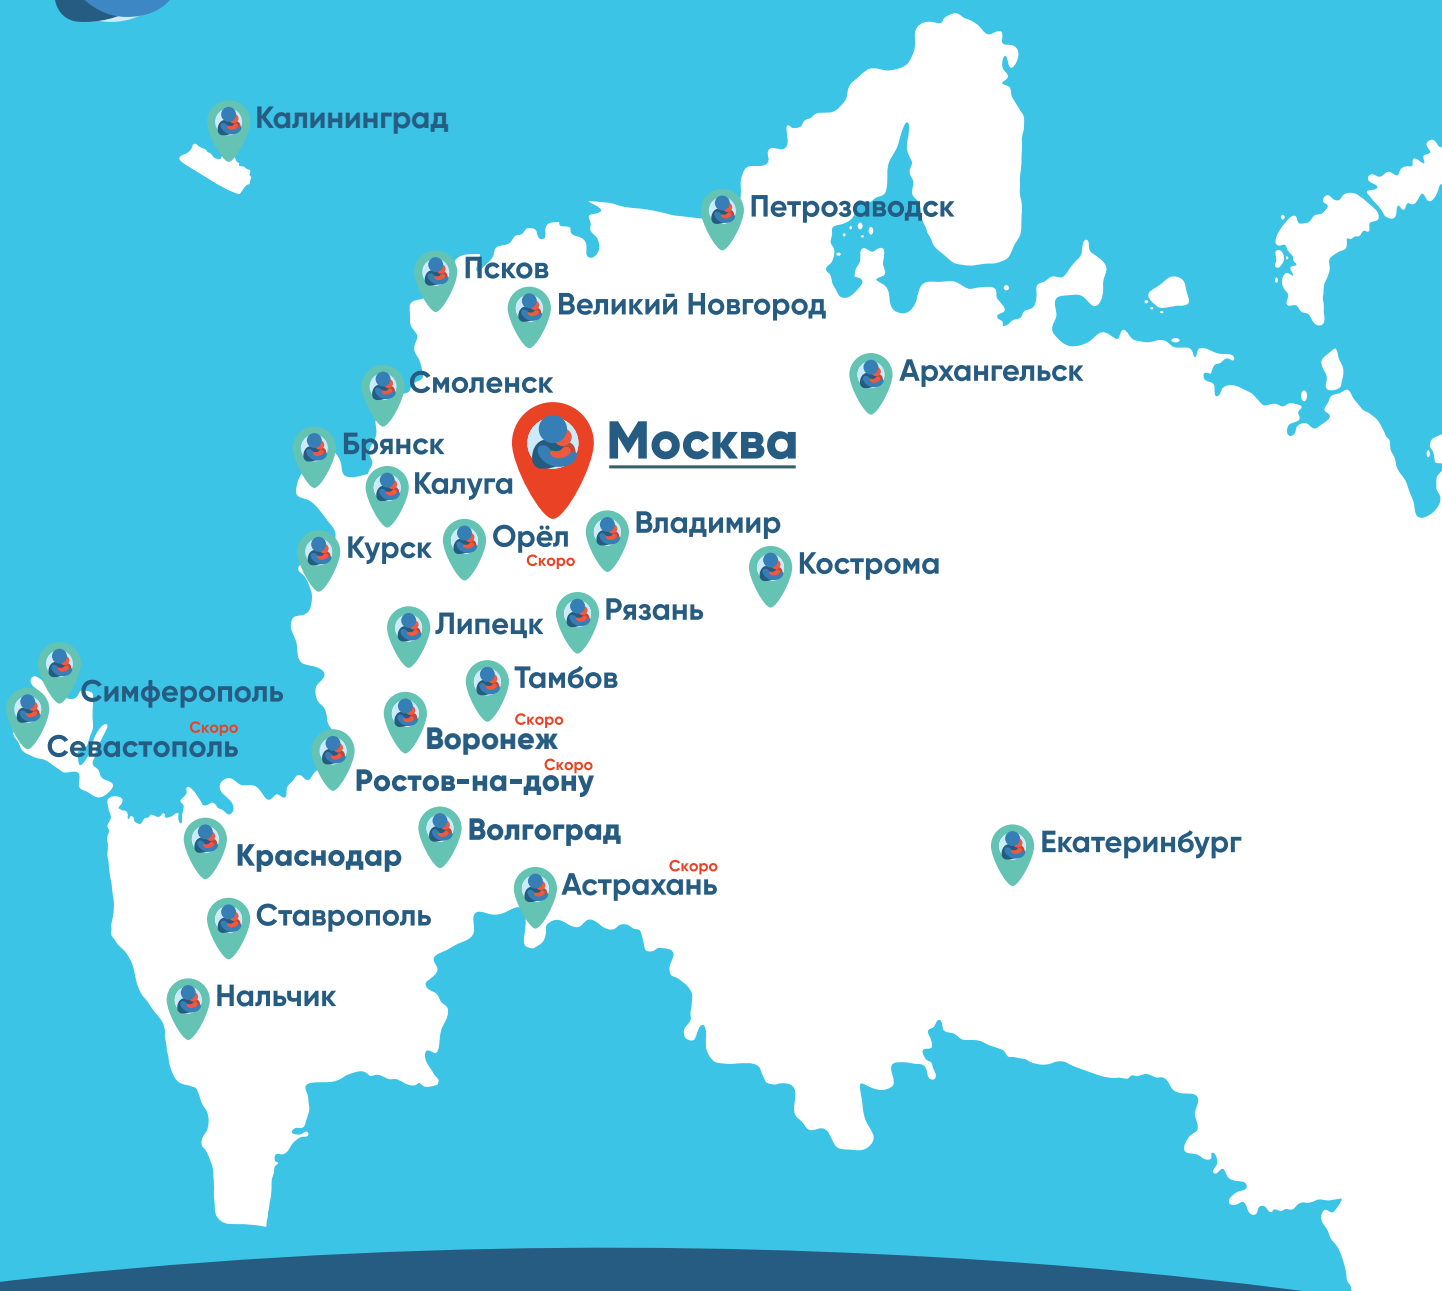 Калининград
Петрозаводск
Псков
Великий Новгород
Архангельск
Смоленск
Москва
Брянск
Калуга
Владимир
Орёл
Скоро
Курск
Кострома
Рязань
Липецк
Тамбов
Симферополь
Скоро
Севастополь
Скоро
Воронеж
Скоро
Ростов-на-дону
Волгоград
Екатеринбург
Краснодар
Скоро
Астрахань
Ставрополь
Нальчик